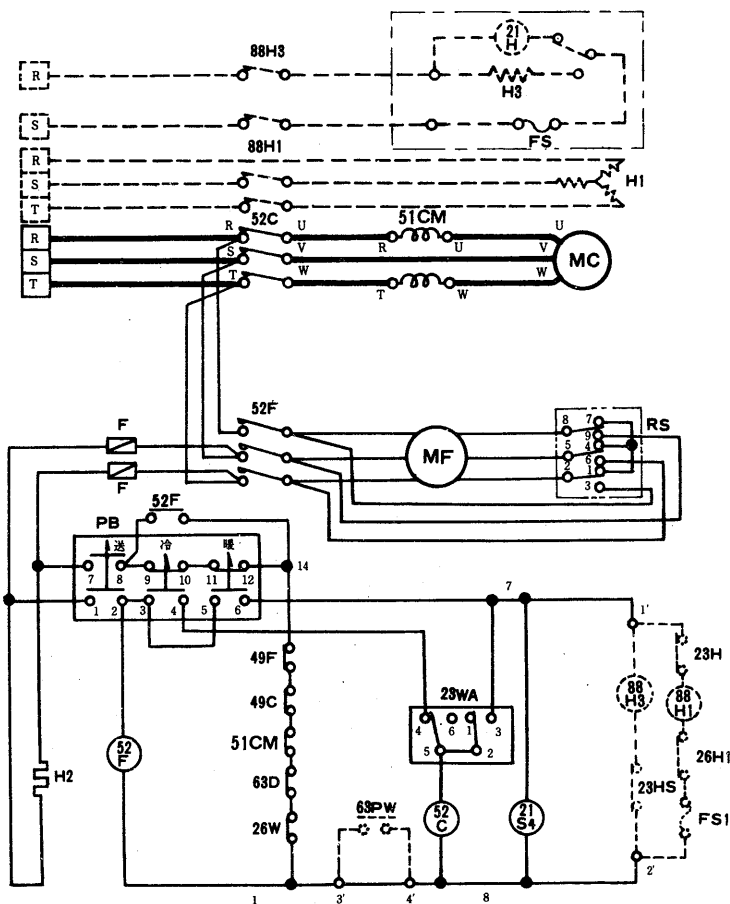 21
H
88H3
R
H3
S
FS
88H1
R
S
H1
T
52C
R U 51CM U
R
R U
S V V
S
W MC
T W
T
T W
52F
F
8 7 RS
9
MF 5 4
6
2 1
F
3
52F
PB
送 冷 暖
14
7 8 9 10 11 12
7
1 2 3 4 5 6
1'
49F
23H
23WA
88
H3
88
H1
49C
4 6 1 3
51CM
5 2
52
F
26H1
H2
63D
23HS
63PW
52
C
21
S4
FS1
26W
2'
1 3' 4' 8